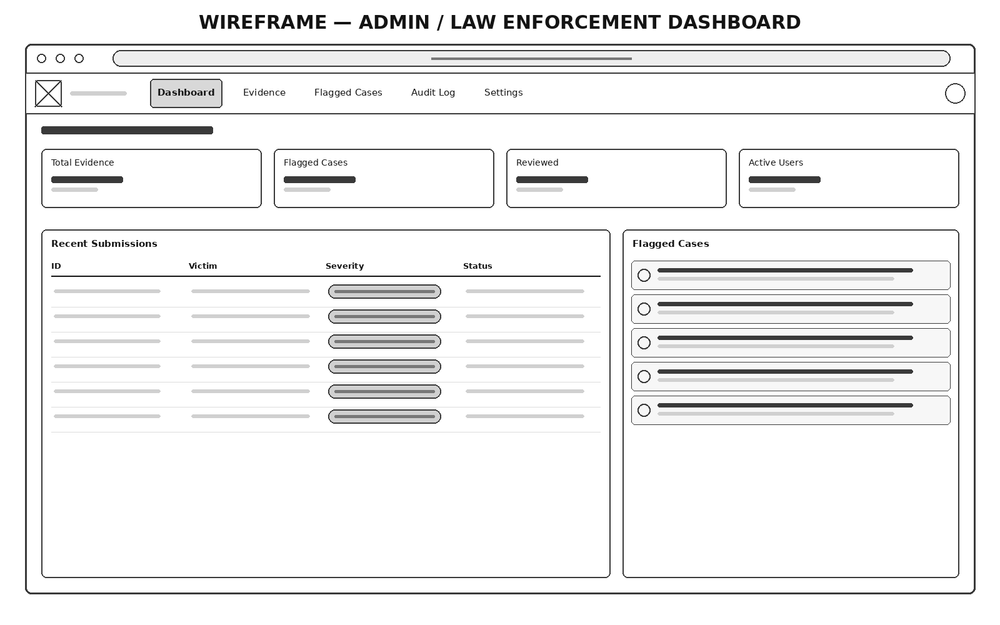 WIREFRAME — ADMIN / LAW ENFORCEMENT DASHBOARD
Dashboard Evidence Flagged Cases Audit Log Settings
Total Evidence Flagged Cases Reviewed Active Users
Recent Submissions
ID Victim Severity Status
Flagged Cases